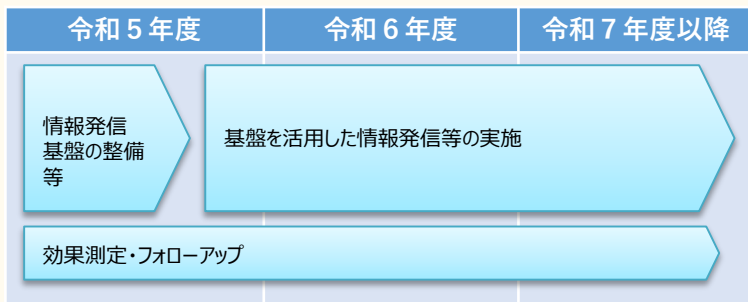 令和５年度
令和６年度
令和７年度以降
情報発信
基盤の整備
等
基盤を活用した情報発信等の実施
効果測定・フォローアップ